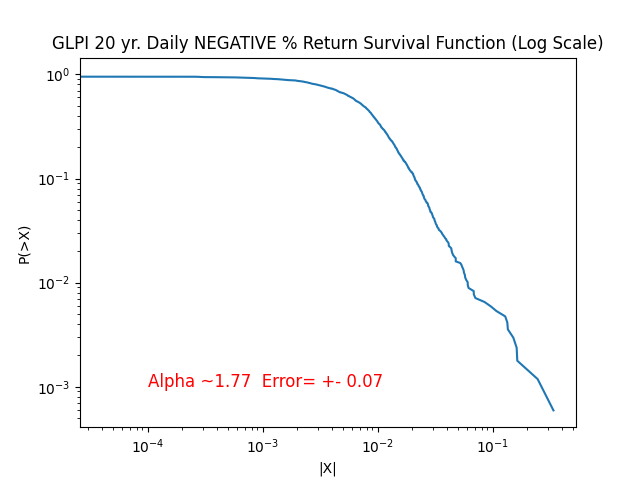 GLPI 20 yr. Daily NEGATIVE % Return Survival Function (Log Scale)
10^0
10^-1
10^-2
10^-3
P(>X)
Alpha ~1.77  Error= +- 0.07
10^-4 10^-3 10^-2 10^-1
|X|